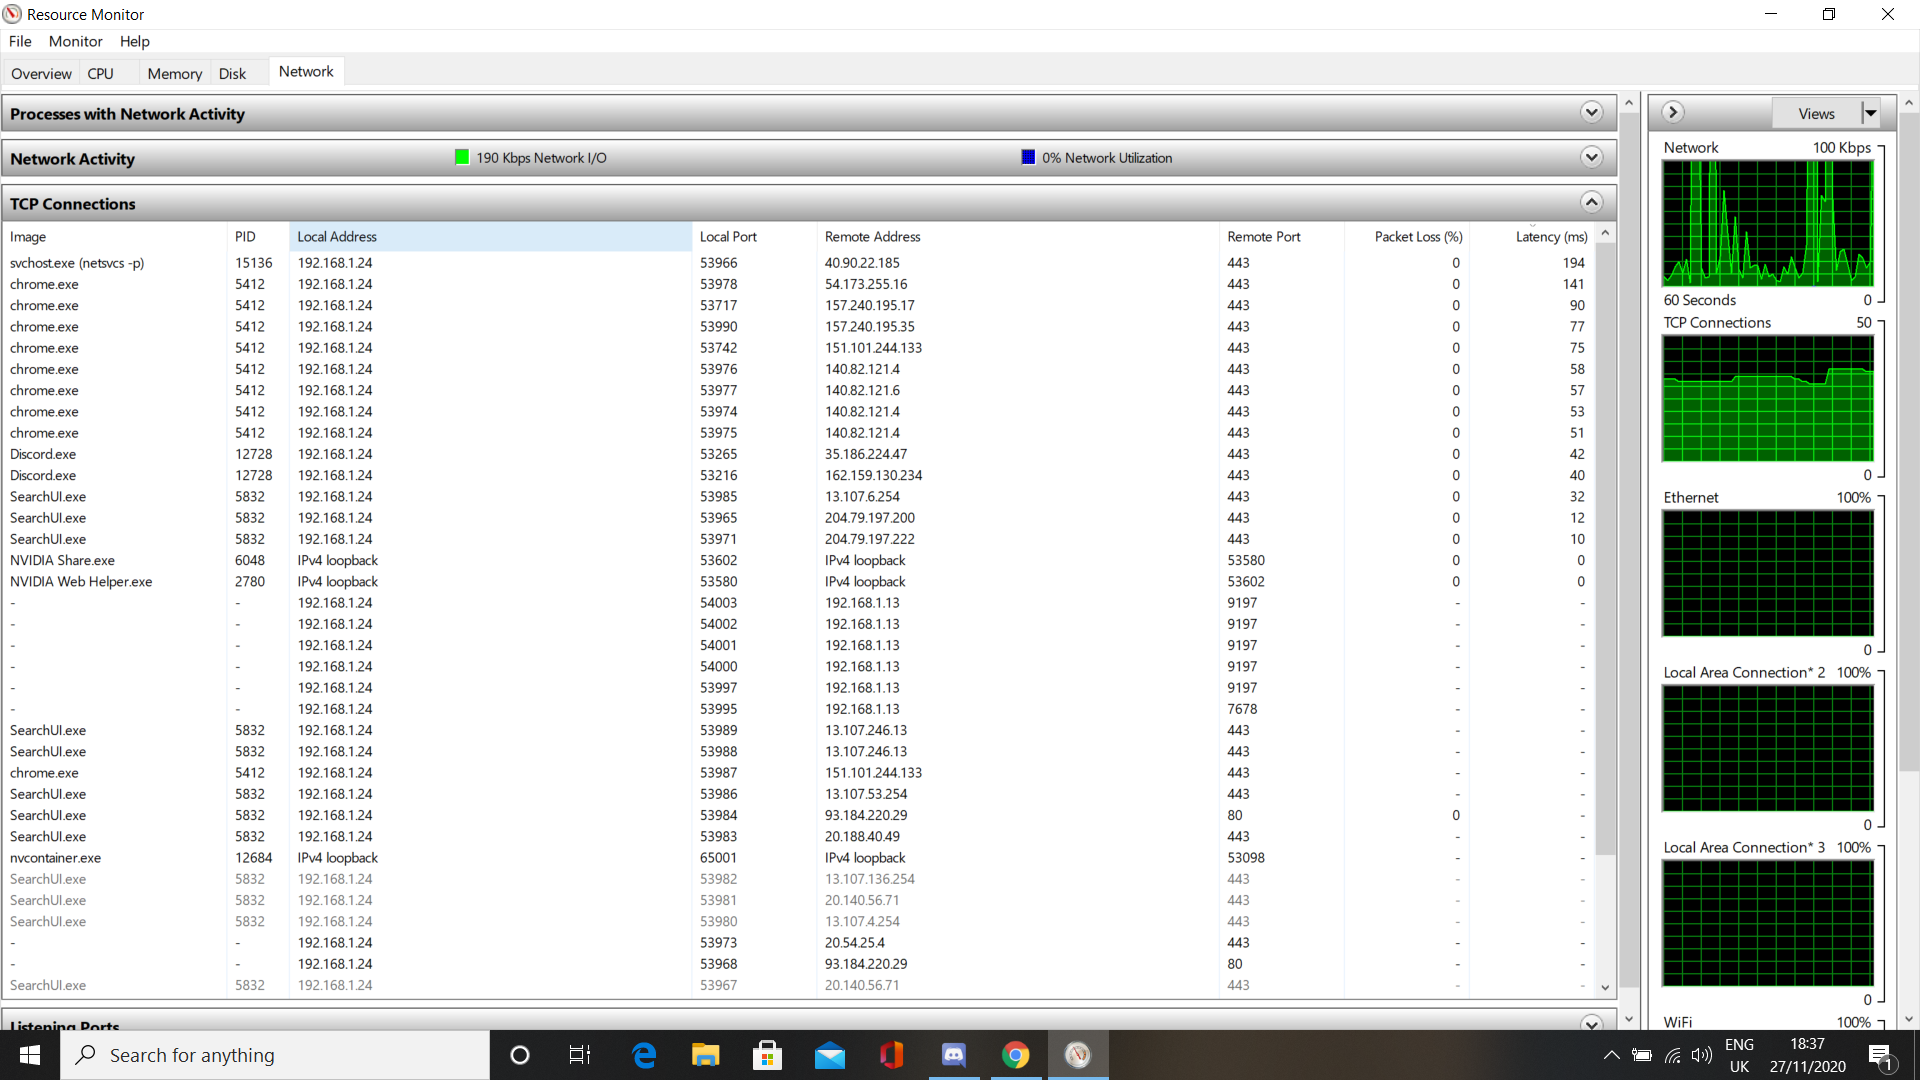 Resource Monitor
File Monitor Help
Overview CPU Memory Disk Network
Processes with Network Activity
Network Activity 190 Kbps Network I/O 0% Network Utilization
TCP Connections
Image PID Local Address Local Port Remote Address Remote Port Packet Loss (%) Latency (ms)
svchost.exe (netsvcs -p) 15136 192.168.1.24 53966 40.90.22.185 443 0 194
chrome.exe 5412 192.168.1.24 53978 54.173.255.16 443 0 141
chrome.exe 5412 192.168.1.24 53717 157.240.195.17 443 0 90
chrome.exe 5412 192.168.1.24 53990 157.240.195.35 443 0 77
chrome.exe 5412 192.168.1.24 53742 151.101.244.133 443 0 75
chrome.exe 5412 192.168.1.24 53976 140.82.121.4 443 0 58
chrome.exe 5412 192.168.1.24 53977 140.82.121.6 443 0 57
chrome.exe 5412 192.168.1.24 53974 140.82.121.4 443 0 53
chrome.exe 5412 192.168.1.24 53975 140.82.121.4 443 0 51
Discord.exe 12728 192.168.1.24 53265 35.186.224.47 443 0 42
Discord.exe 12728 192.168.1.24 53216 162.159.130.234 443 0 40
SearchUI.exe 5832 192.168.1.24 53985 13.107.6.254 443 0 32
SearchUI.exe 5832 192.168.1.24 53965 204.79.197.200 443 0 12
SearchUI.exe 5832 192.168.1.24 53971 204.79.197.222 443 0 10
NVIDIA Share.exe 6048 IPv4 loopback 53602 IPv4 loopback 53580 0 0
NVIDIA Web Helper.exe 2780 IPv4 loopback 53580 IPv4 loopback 53602 0 0
- - 192.168.1.24 54003 192.168.1.13 9197 - -
- - 192.168.1.24 54002 192.168.1.13 9197 - -
- - 192.168.1.24 54001 192.168.1.13 9197 - -
- - 192.168.1.24 54000 192.168.1.13 9197 - -
- - 192.168.1.24 53997 192.168.1.13 9197 - -
- - 192.168.1.24 53995 192.168.1.13 7678 - -
SearchUI.exe 5832 192.168.1.24 53989 13.107.246.13 443 - -
SearchUI.exe 5832 192.168.1.24 53988 13.107.246.13 443 - -
chrome.exe 5412 192.168.1.24 53987 151.101.244.133 443 - -
SearchUI.exe 5832 192.168.1.24 53986 13.107.53.254 443 - -
SearchUI.exe 5832 192.168.1.24 53984 93.184.220.29 80 0 -
SearchUI.exe 5832 192.168.1.24 53983 20.188.40.49 443 - -
nvcontainer.exe 12684 IPv4 loopback 65001 IPv4 loopback 53098 - -
SearchUI.exe 5832 192.168.1.24 53982 13.107.136.254 443 - -
SearchUI.exe 5832 192.168.1.24 53981 20.140.56.71 443 - -
SearchUI.exe 5832 192.168.1.24 53980 13.107.4.254 443 - -
- - 192.168.1.24 53973 20.54.25.4 443 - -
- - 192.168.1.24 53968 93.184.220.29 80 - -
SearchUI.exe 5832 192.168.1.24 53967 20.140.56.71 443 - -
Listening Ports
Views
Network 100 Kbps
60 Seconds 0
TCP Connections 50
0
Ethernet 100%
0
Local Area Connection* 2 100%
0
Local Area Connection* 3 100%
0
WiFi 100%
Search for anything
ENG
UK
18:37
27/11/2020
1